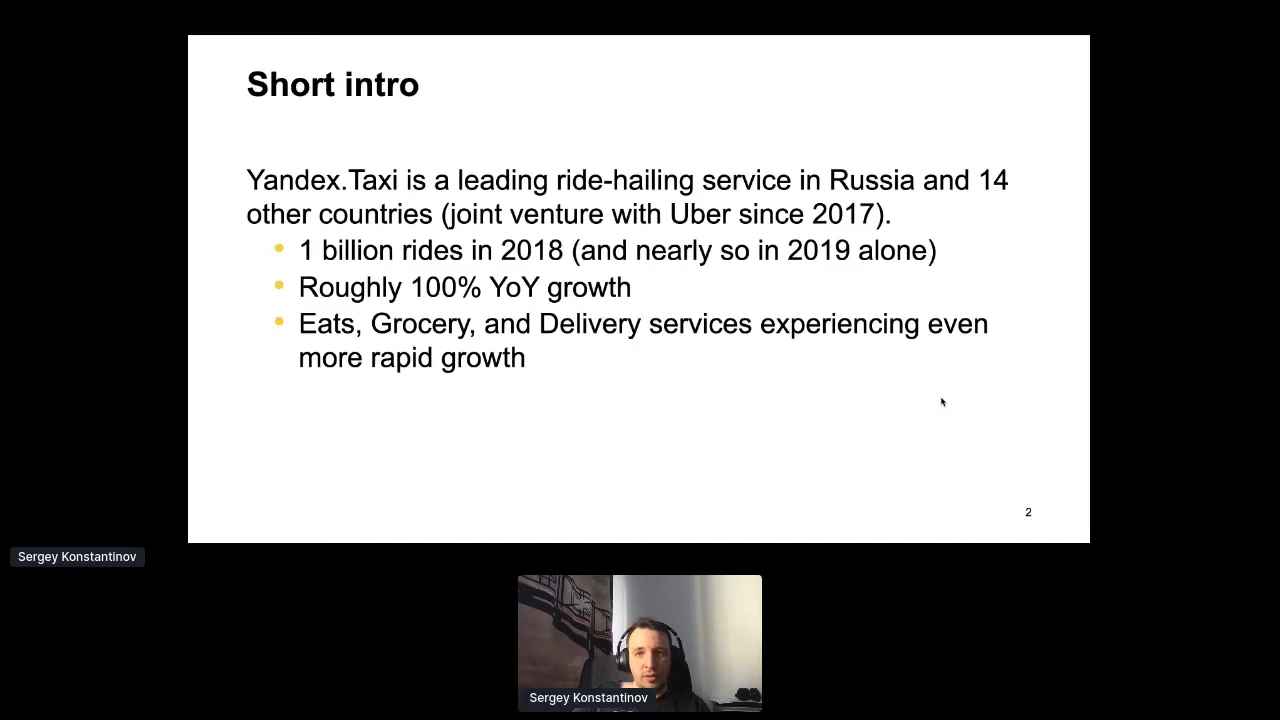 Short intro
Yandex.Taxi is a leading ride-hailing service in Russia and 14
other countries (joint venture with Uber since 2017).
• 1 billion rides in 2018 (and nearly so in 2019 alone)
• Roughly 100% YoY growth
• Eats, Grocery, and Delivery services experiencing even
more rapid growth
2
Sergey Konstantinov
Sergey Konstantinov